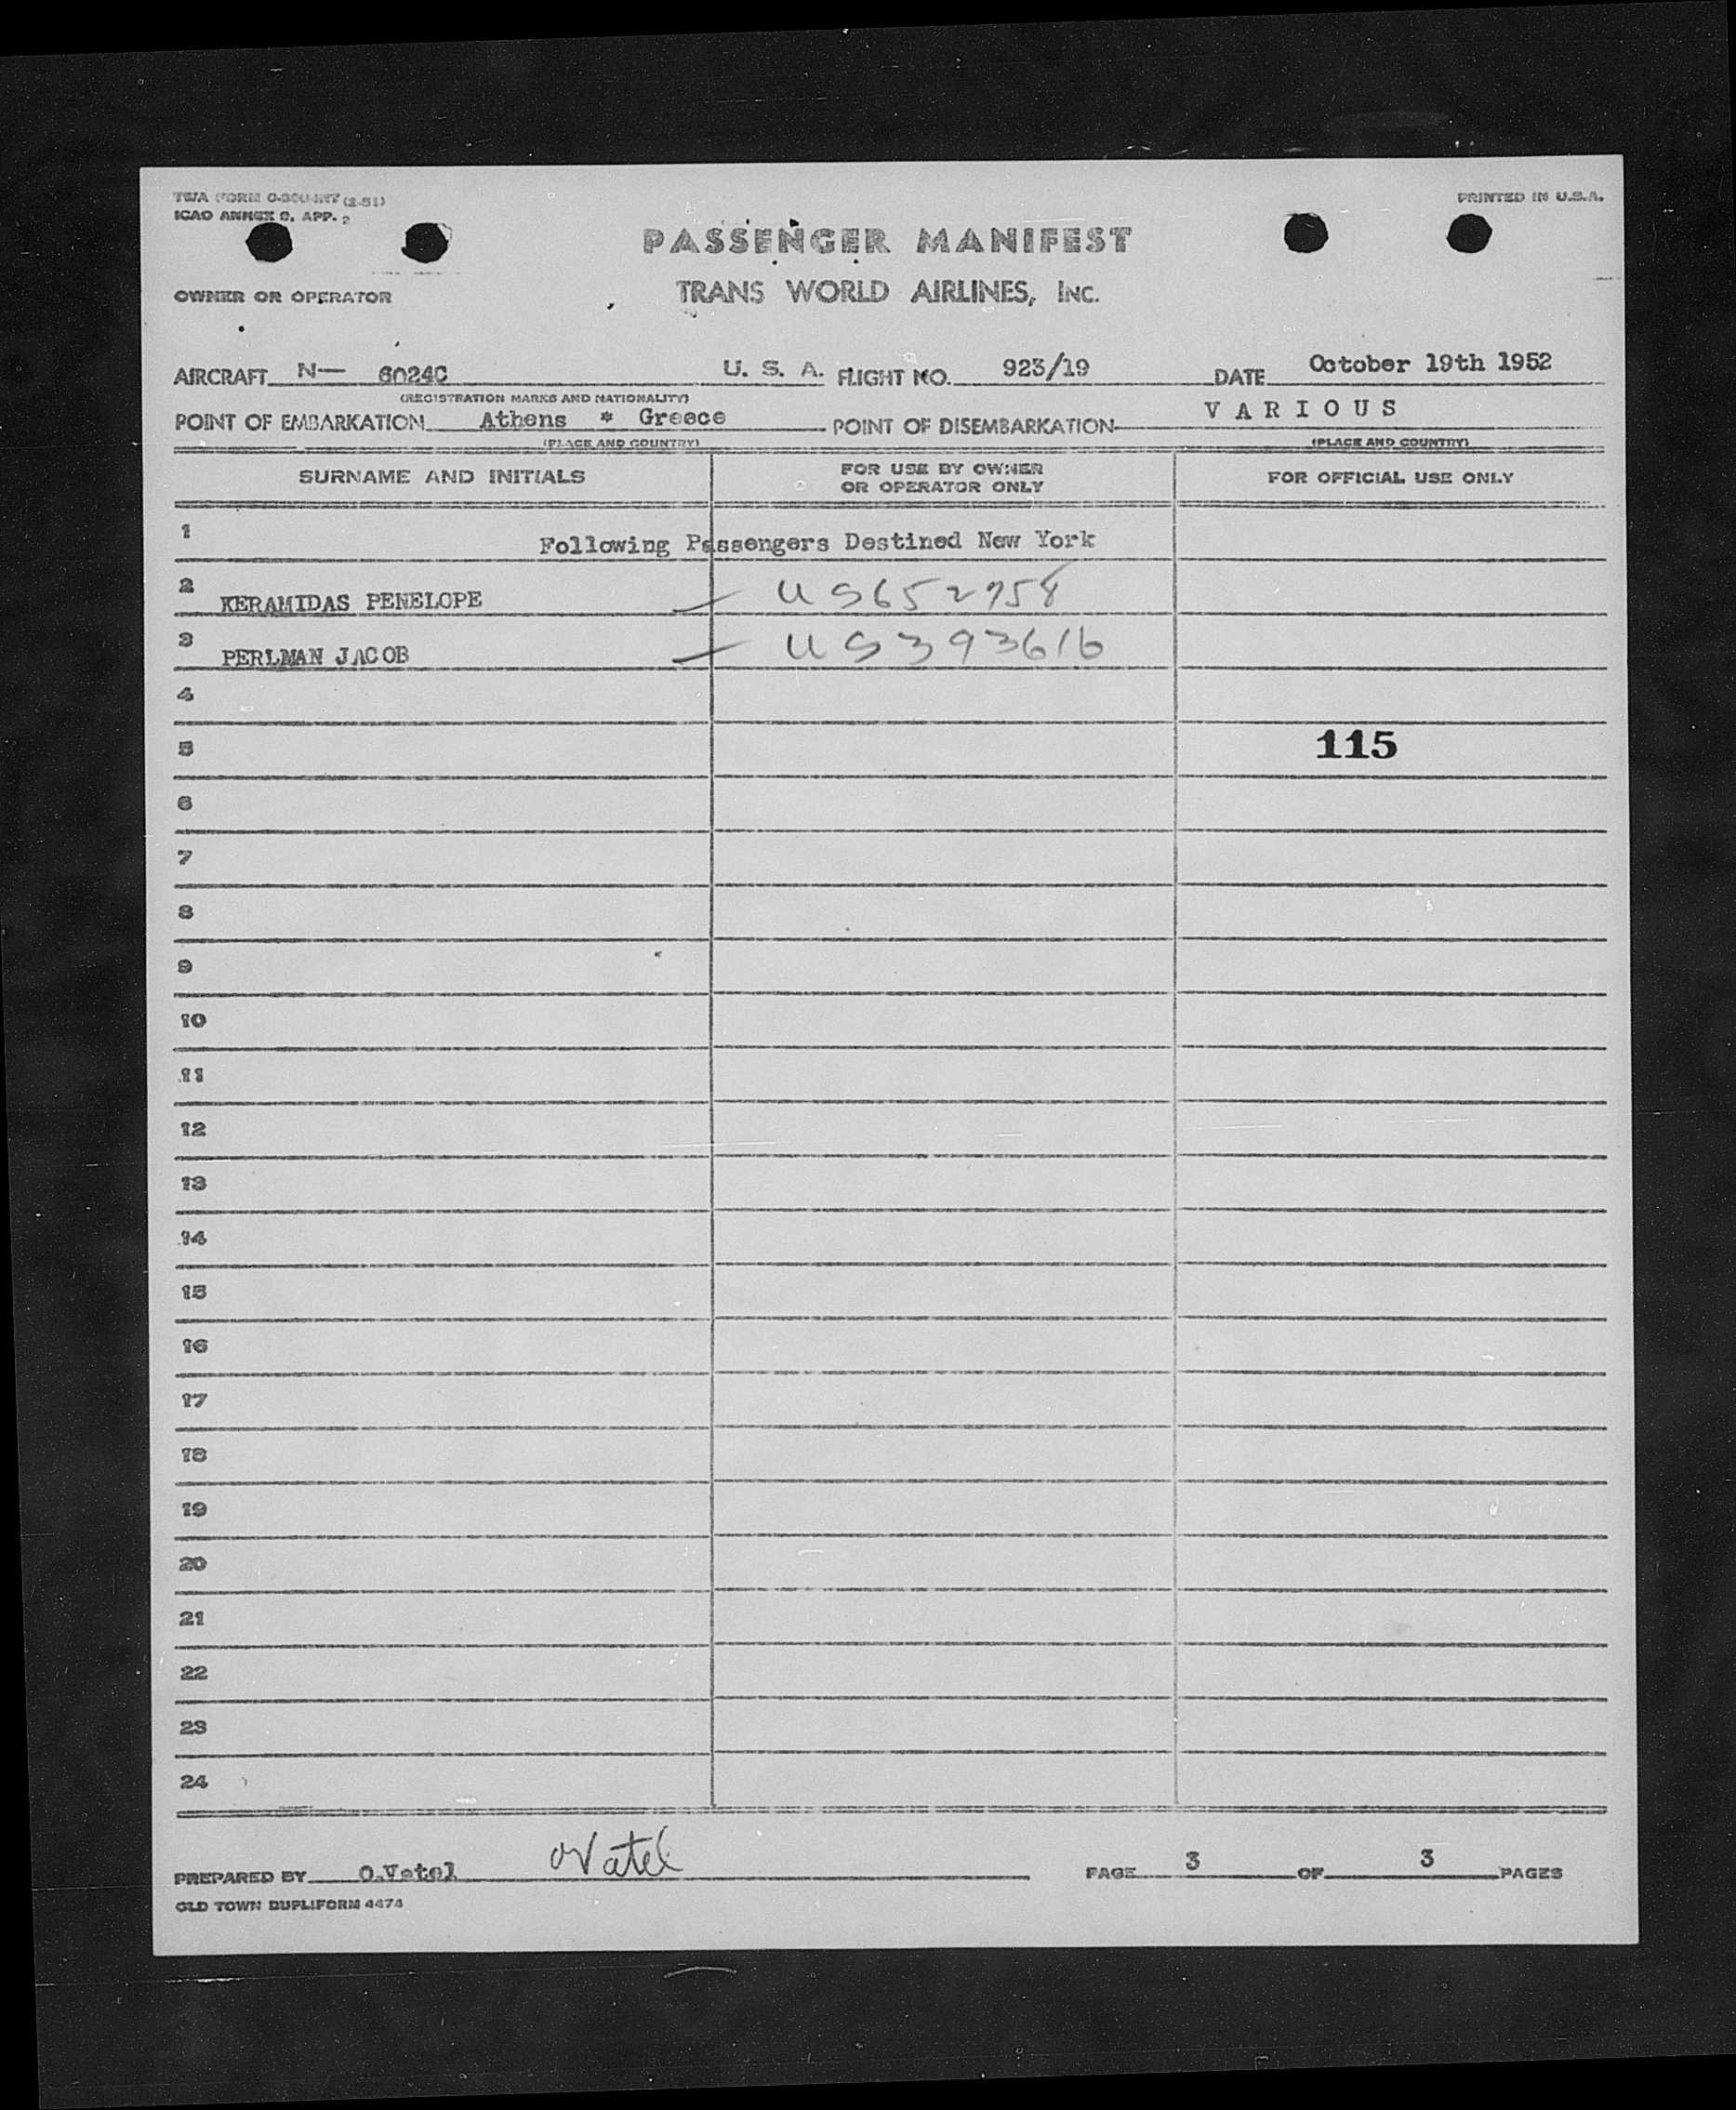 TWA FORM O-300-INT (2-51)
PRINTED IN U.S.A.
ICAO ANNEX 9, APP. 2
PASSENGER MANIFEST
OWNER OR OPERATOR
TRANS WORLD AIRLINES, INC.
AIRCRAFT N— 6024C U. S. A. FLIGHT NO. 923/19 DATE October 19th 1952
(REGISTRATION MARKS AND NATIONALITY)
POINT OF EMBARKATION Athens * Greece POINT OF DISEMBARKATION VARIOUS
(PLACE AND COUNTRY) (PLACE AND COUNTRY)
SURNAME AND INITIALS FOR USE BY OWNER OR OPERATOR ONLY FOR OFFICIAL USE ONLY
1 Following Passengers Destined New York
2 KERAMIDAS PENELOPE — US652758
3 PERLMAN JACOB — US393616
4
5 115
6
7
8
9
10
11
12
13
14
15
16
17
18
19
20
21
22
23
24
PREPARED BY O.Vatel OVatel PAGE 3 OF 3 PAGES
OLD TOWN DUPLIFORM 4474